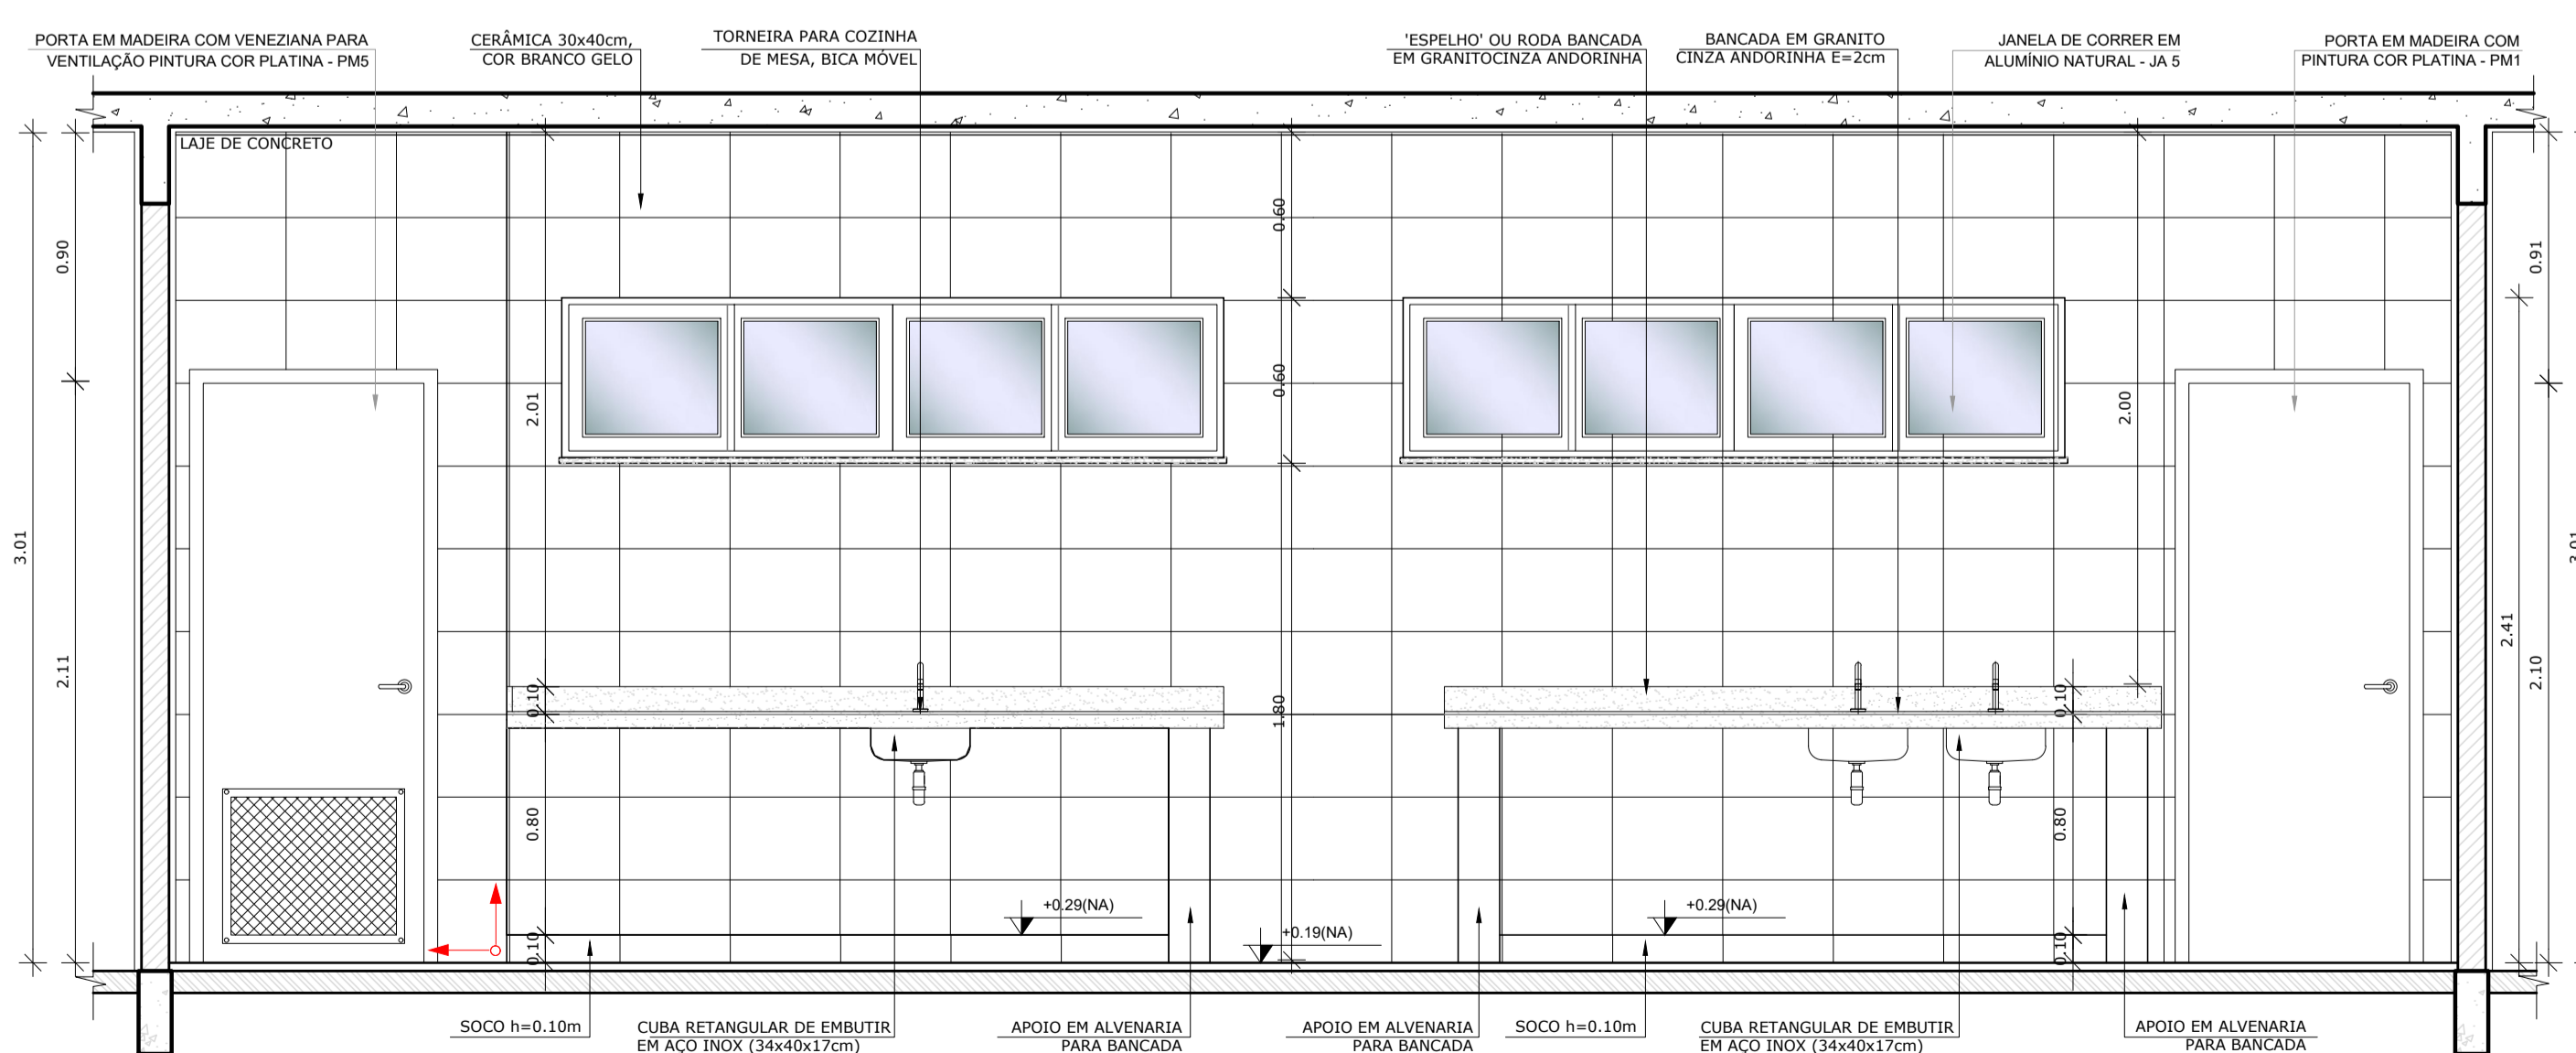 PORTA EM MADEIRA COM VENEZIANA PARA
VENTILAÇÃO PINTURA COR PLATINA - PM5
CERÂMICA 30x40cm,
COR BRANCO GELO
TORNEIRA PARA COZINHA
DE MESA, BICA MÓVEL
'ESPELHO' OU RODA BANCADA
EM GRANITOCINZA ANDORINHA
BANCADA EM GRANITO
CINZA ANDORINHA E=2cm
JANELA DE CORRER EM
ALUMÍNIO NATURAL - JA 5
PORTA EM MADEIRA COM
PINTURA COR PLATINA - PM1
LAJE DE CONCRETO
3.01
0.90
2.11
2.01
0.10
0.80
0.10
0.60
0.60
1.80
2.00
0.10
0.80
0.10
0.91
2.41
2.10
3.01
+0.29(NA)
+0.19(NA)
+0.29(NA)
SOCO h=0.10m
CUBA RETANGULAR DE EMBUTIR
EM AÇO INOX (34x40x17cm)
APOIO EM ALVENARIA
PARA BANCADA
APOIO EM ALVENARIA
PARA BANCADA
SOCO h=0.10m
CUBA RETANGULAR DE EMBUTIR
EM AÇO INOX (34x40x17cm)
APOIO EM ALVENARIA
PARA BANCADA